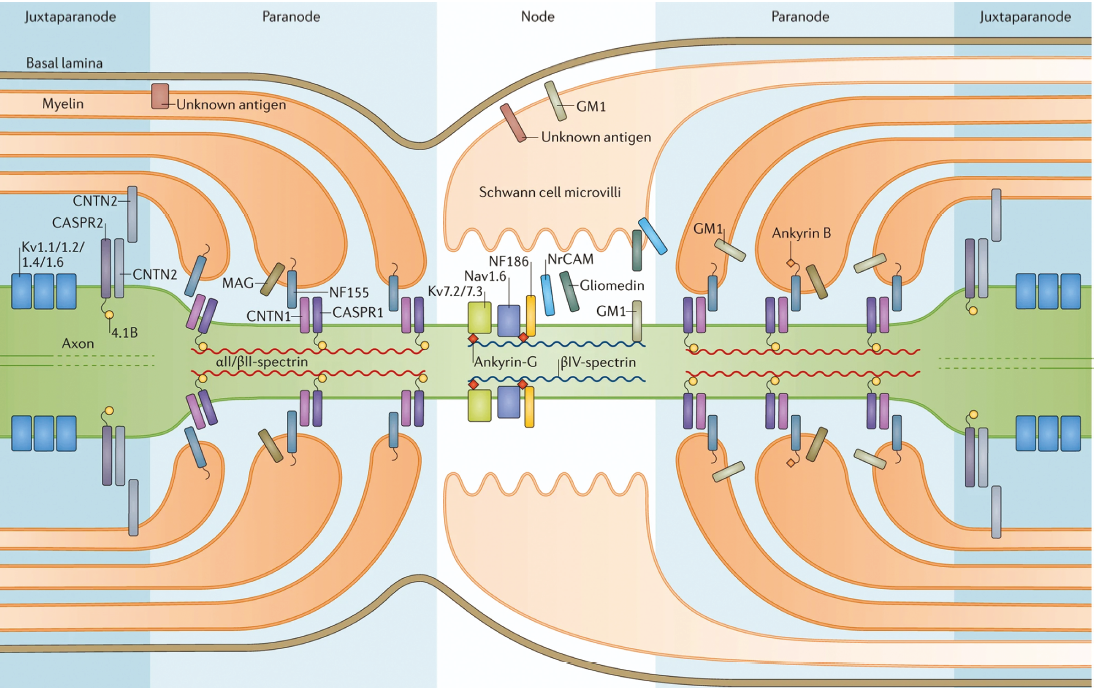 Juxtaparanode
Paranode
Node
Paranode
Juxtaparanode
Basal lamina
Myelin
Unknown antigen
GM1
Unknown antigen
Schwann cell microvilli
CNTN2
CASPR2
Kv1.1/1.2/
1.4/1.6
CNTN2
MAG
NF155
CNTN1
CASPR1
4.1B
Axon
αII/βII-spectrin
NF186
NrCAM
Nav1.6
Kv7.2/7.3
Gliomedin
GM1
Ankyrin-G
βIV-spectrin
GM1
Ankyrin B